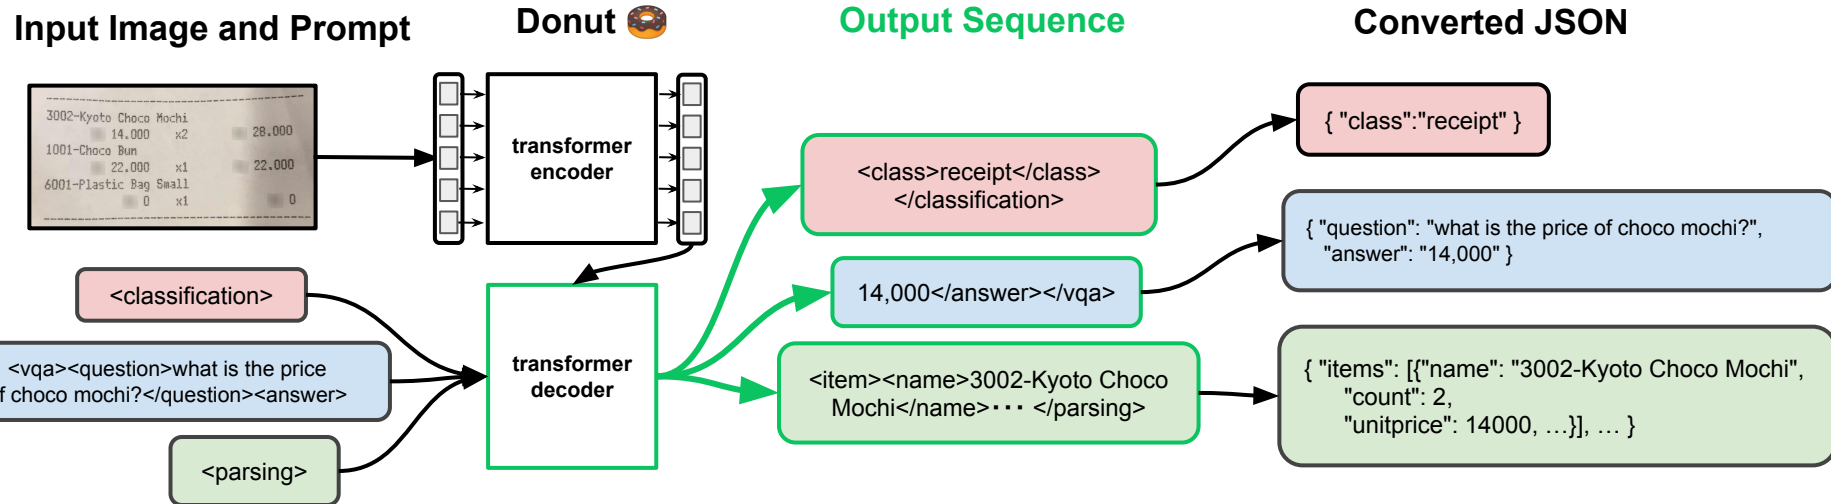 Input Image and Prompt
Donut 🍩
Output Sequence
Converted JSON
3002-Kyoto Choco Mochi
14.000 x2 28.000
1001-Choco Bun
22.000 x1 22.000
6001-Plastic Bag Small
0 x1 0
transformer
encoder
<classification>
<vqa><question>what is the price
f choco mochi?</question><answer>
<parsing>
transformer
decoder
<class>receipt</class>
</classification>
14,000</answer></vqa>
<item><name>3002-Kyoto Choco
Mochi</name>··· </parsing>
{ "class":"receipt" }
{ "question": "what is the price of choco mochi?",
"answer": "14,000" }
{ "items": [{"name": "3002-Kyoto Choco Mochi",
"count": 2,
"unitprice": 14000, …}], … }